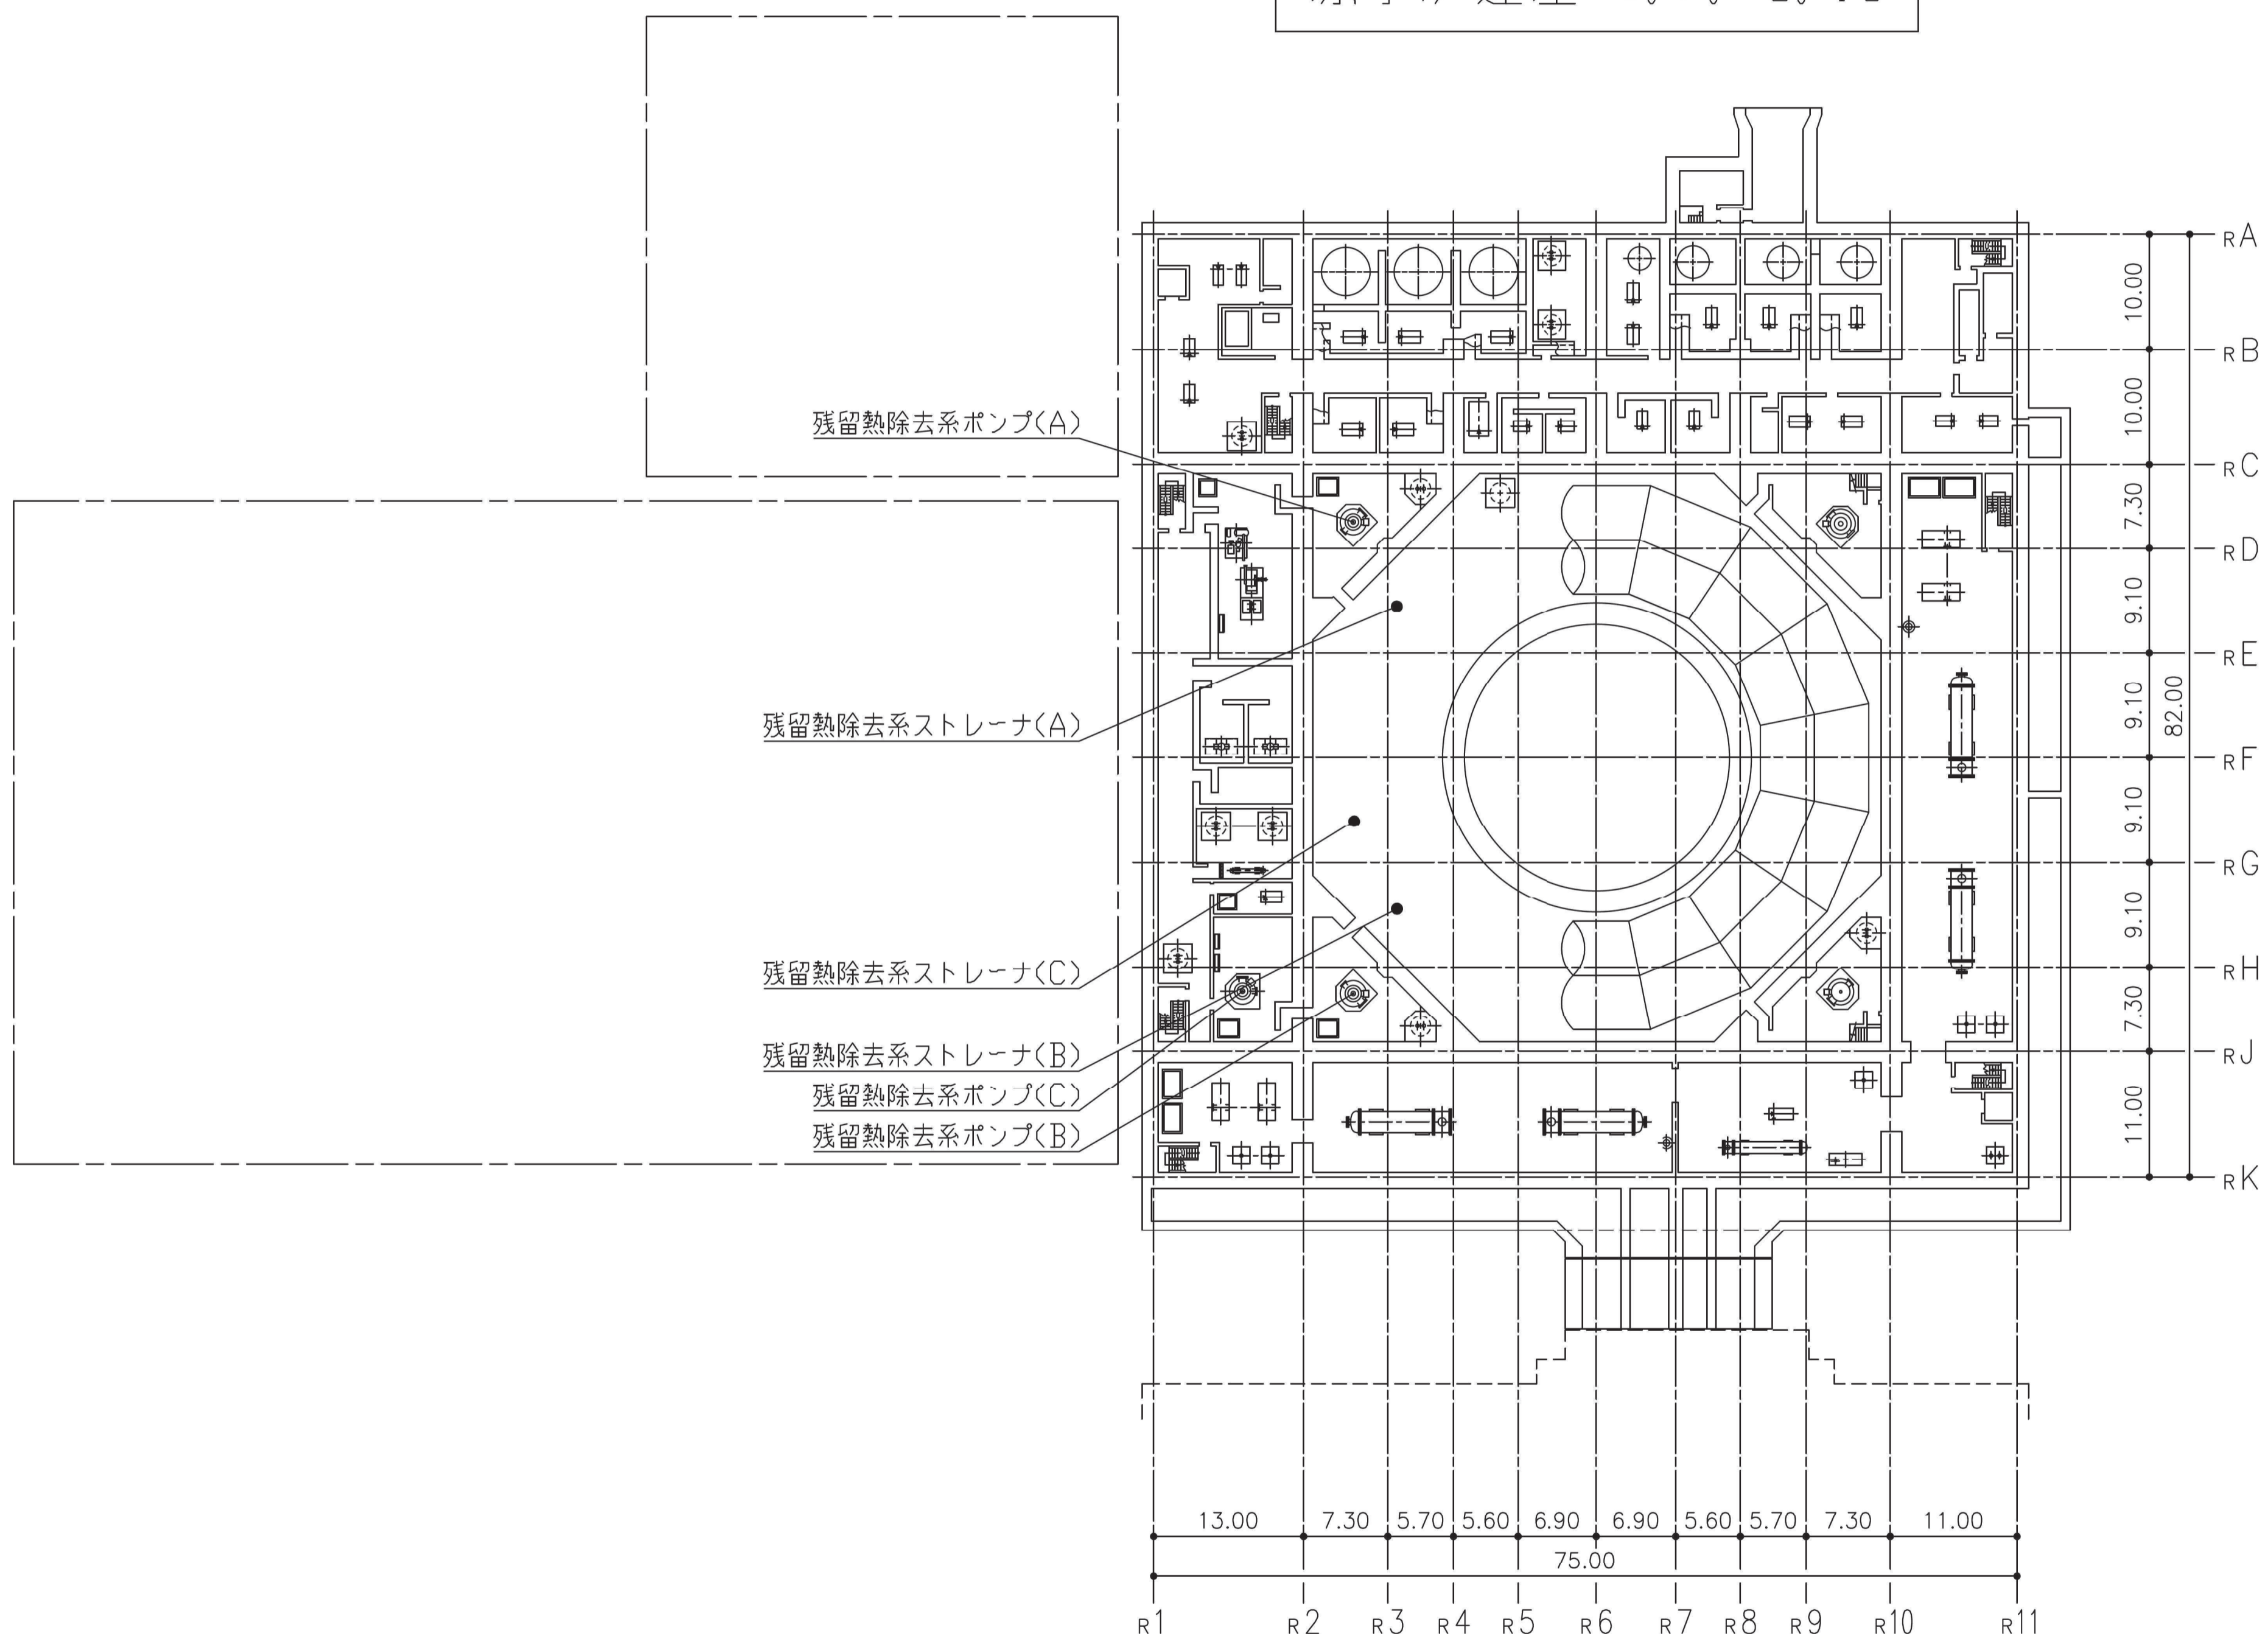 残留熱除去系ポンプ(A)
残留熱除去系ストレーナ(A)
残留熱除去系ストレーナ(C)
残留熱除去系ストレーナ(B)
残留熱除去系ポンプ(C)
残留熱除去系ポンプ(B)
RA
10.00
RB
10.00
RC
7.30
RD
9.10
RE
9.10
82.00
RF
9.10
RG
9.10
RH
7.30
RJ
11.00
RK
13.00 7.30 5.70 5.60 6.90 6.90 5.60 5.70 7.30 11.00
75.00
R1 R2 R3 R4 R5 R6 R7 R8 R9 R10 R11